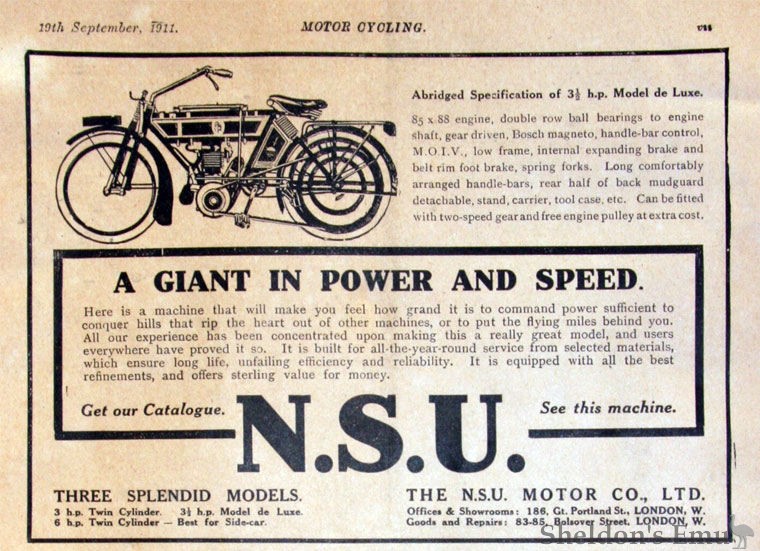 19th September, 1911.
MOTOR CYCLING.
vii
Abridged Specification of 3½ h.p. Model de Luxe.
85 x 88 engine, double row ball bearings to engine
shaft, gear driven, Bosch magneto, handle-bar control,
M.O.I.V., low frame, internal expanding brake and
belt rim foot brake, spring forks. Long comfortably
arranged handle-bars, rear half of back mudguard
detachable, stand, carrier, tool case, etc. Can be fitted
with two-speed gear and free engine pulley at extra cost.
A GIANT IN POWER AND SPEED.
Here is a machine that will make you feel how grand it is to command power sufficient to
conquer hills that rip the heart out of other machines, or to put the flying miles behind you.
All our experience has been concentrated upon making this a really great model, and users
everywhere have proved it so. It is built for all-the-year-round service from selected materials,
which ensure long life, unfailing efficiency and reliability. It is equipped with all the best
refinements, and offers sterling value for money.
Get our Catalogue.
See this machine.
N.S.U.
THREE SPLENDID MODELS.
3 h.p. Twin Cylinder. 3½ h.p. Model de Luxe.
6 h.p. Twin Cylinder — Best for Side-car.
THE N.S.U. MOTOR CO., LTD.
Offices & Showrooms: 186, Gt. Portland St., LONDON, W.
Goods and Repairs: 83-85, Bolsover Street, LONDON, W.
Sheldon's Emu